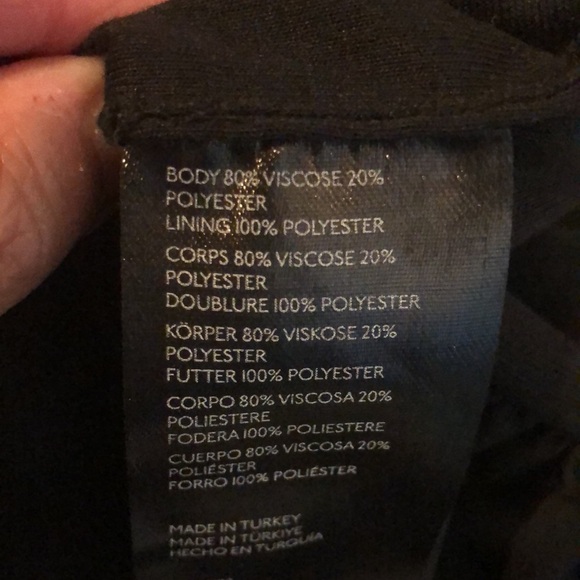 BODY 80% VISCOSE 20%
POLYESTER
LINING 100% POLYESTER
CORPS 80% VISCOSE 20%
POLYESTER
DOUBLURE 100% POLYESTER
KÖRPER 80% VISKOSE 20%
POLYESTER
FUTTER 100% POLYESTER
CORPO 80% VISCOSA 20%
POLIESTERE
FODERA 100% POLIESTERE
CUERPO 80% VISCOSA 20%
POLIÉSTER
FORRO 100% POLIÉSTER
MADE IN TURKEY
MADE IN TÜRKIYE
HECHO EN TURQUÍA